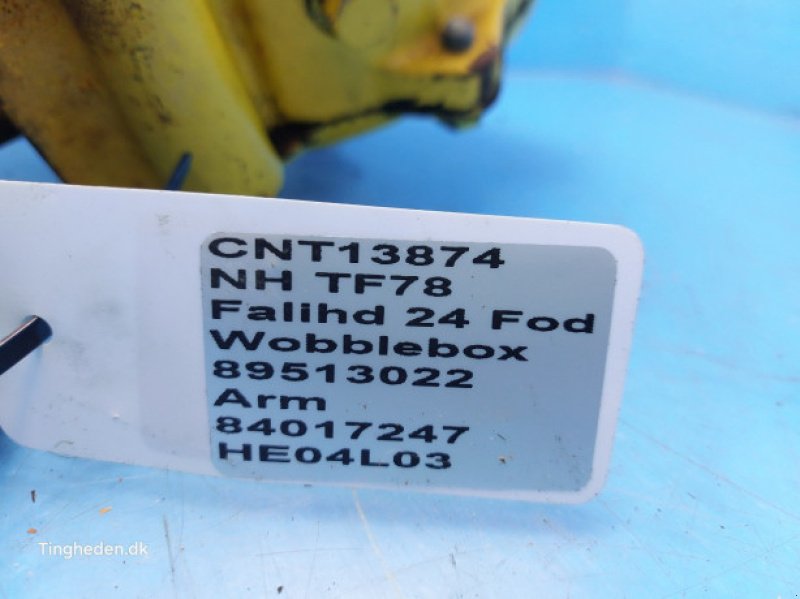 CNT13874
NH TF78
Falihd 24 Fod
Wobblebox
89513022
Arm
84017247
HE04L03
Tingheden.dk